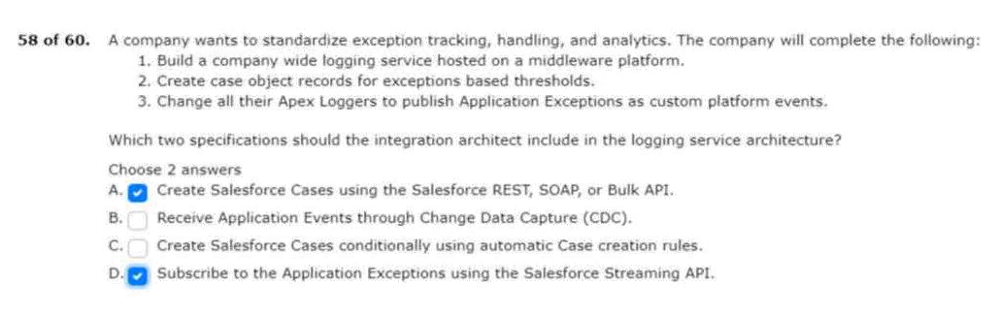 58 of 60. A company wants to standardize exception tracking, handling, and analytics. The company will complete the following:
1. Build a company wide logging service hosted on a middleware platform.
2. Create case object records for exceptions based thresholds.
3. Change all their Apex Loggers to publish Application Exceptions as custom platform events.
Which two specifications should the integration architect include in the logging service architecture?
Choose 2 answers
A. Create Salesforce Cases using the Salesforce REST, SOAP, or Bulk API.
B. Receive Application Events through Change Data Capture (CDC).
C. Create Salesforce Cases conditionally using automatic Case creation rules.
D. Subscribe to the Application Exceptions using the Salesforce Streaming API.